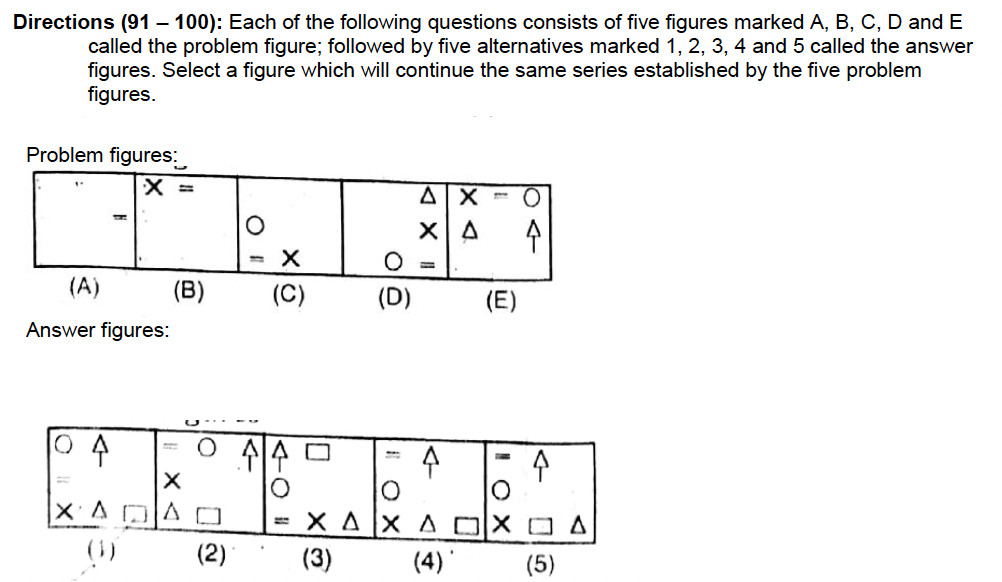 Directions (91 – 100): Each of the following questions consists of five figures marked A, B, C, D and E
called the problem figure; followed by five alternatives marked 1, 2, 3, 4 and 5 called the answer
figures. Select a figure which will continue the same series established by the five problem
figures.
Problem figures:
(A) (B) (C) (D) (E)
Answer figures:
(1) (2) (3) (4) (5)